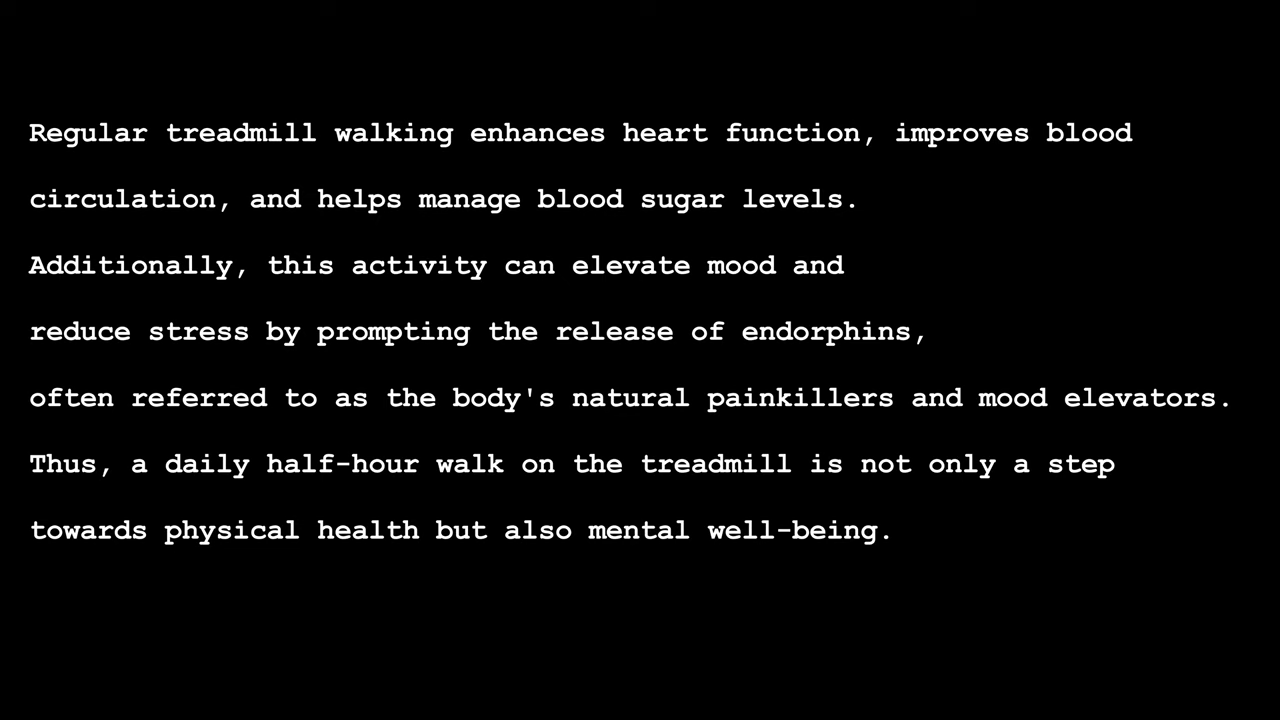 Regular treadmill walking enhances heart function, improves blood
circulation, and helps manage blood sugar levels.
Additionally, this activity can elevate mood and
reduce stress by prompting the release of endorphins,
often referred to as the body's natural painkillers and mood elevators.
Thus, a daily half-hour walk on the treadmill is not only a step
towards physical health but also mental well-being.